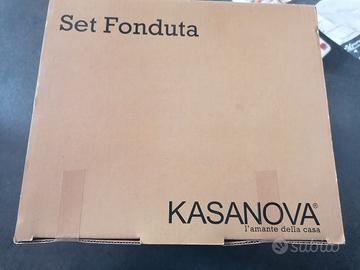 Set Fonduta
KASANOVA®
l'amante della casa
subito